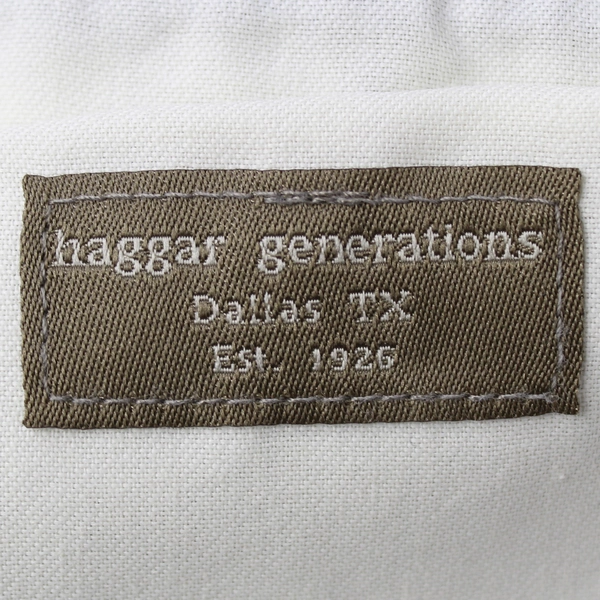 haggar generations
Dallas TX
Est. 1926